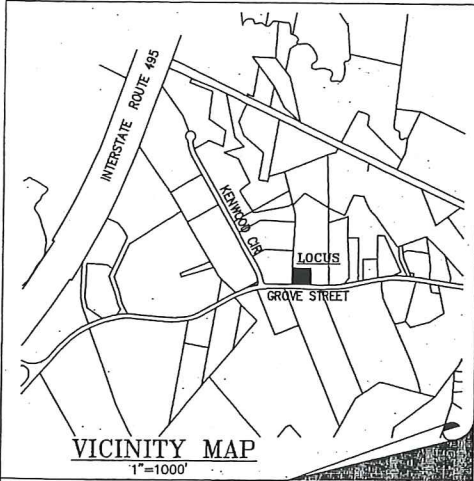 INTERSTATE ROUTE 495
KENWOOD CIR
LOCUS
GROVE STREET
VICINITY MAP
1"=1000'